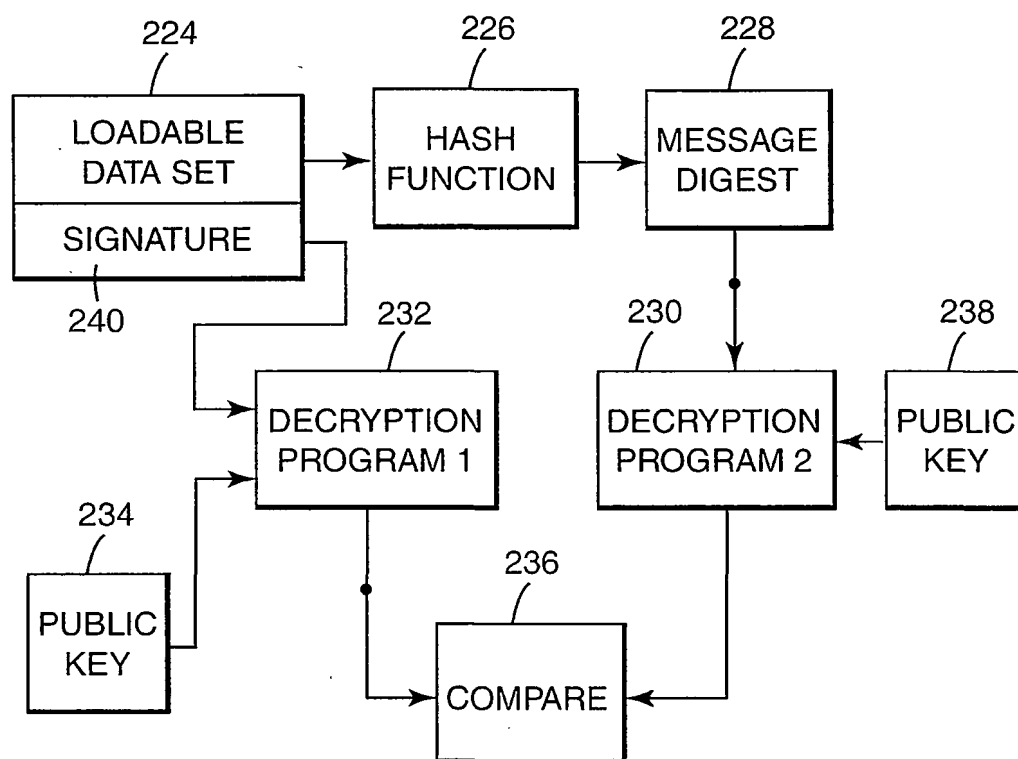 224
226
228
LOADABLE
DATA SET
HASH
FUNCTION
MESSAGE
DIGEST
SIGNATURE
240
232
230
238
DECRYPTION
PROGRAM 1
DECRYPTION
PROGRAM 2
PUBLIC
KEY
234
236
PUBLIC
KEY
COMPARE